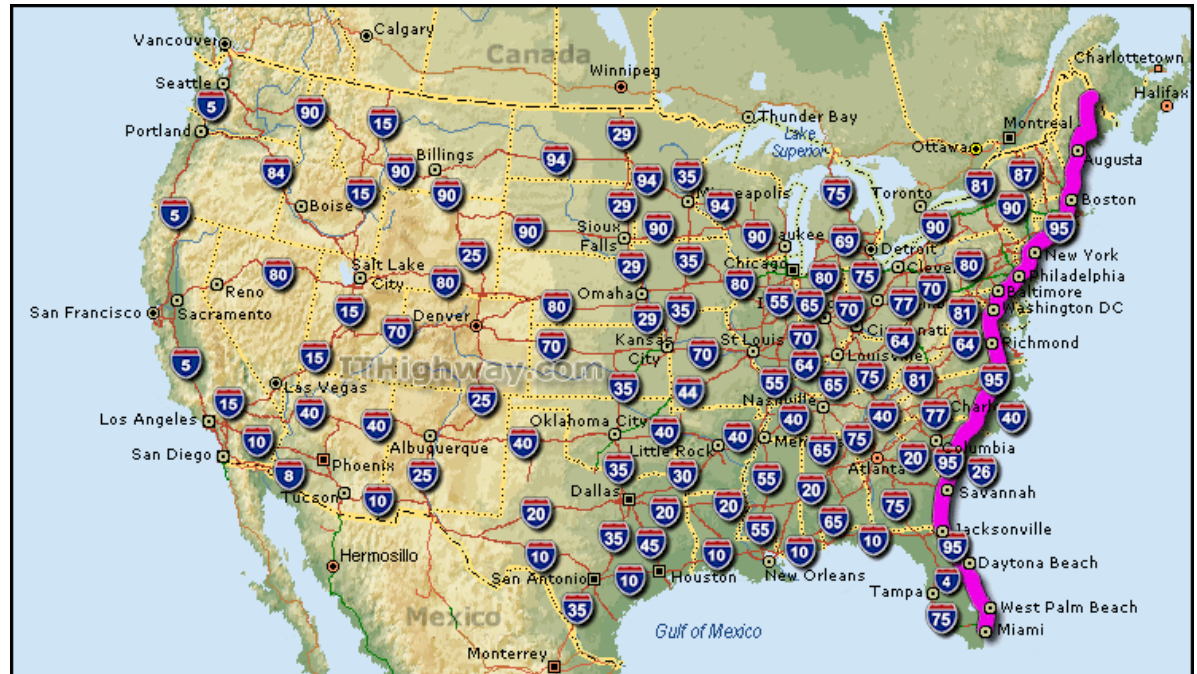 Calgary
Vancouver
Canada
Charlottetown
Winnipeg
Seattle
Halifax
5
90
15
29
Thunder Bay
Montreal
Portland
Lake
Superior
Ottawa
Augusta
Billings
94
84
90
15
90
94
35
75
Toronto
81
87
Boise
29
94
90
Boston
5
90
Sioux
Falls
90
90
69
90
95
Detroit
New York
25
29
35
Chicago
80
Salt Lake
City
80
80
80
75
Philadelphia
Reno
Omaha
70
Baltimore
San Francisco
Sacramento
15
Denver
80
29
35
55
65
70
77
81
Washington DC
70
70
Kansas
City
70
St Louis
70
64
64
Richmond
5
15
ITHighway.com
64
Las Vegas
35
44
55
65
75
81
95
15
40
25
Nashville
Los Angeles
40
Oklahoma City
40
40
77
40
10
Albuquerque
40
40
Little Rock
65
75
Columbia
San Diego
Phoenix
35
30
Atlanta
20
95
26
8
25
55
Tucson
10
Dallas
20
Savannah
20
20
20
65
75
35
45
55
Jacksonville
Hermosillo
10
10
10
10
95
Daytona Beach
San Antonio
10
Houston
New Orleans
4
Tampa
35
75
West Palm Beach
Mexico
Gulf of Mexico
Miami
Monterrey